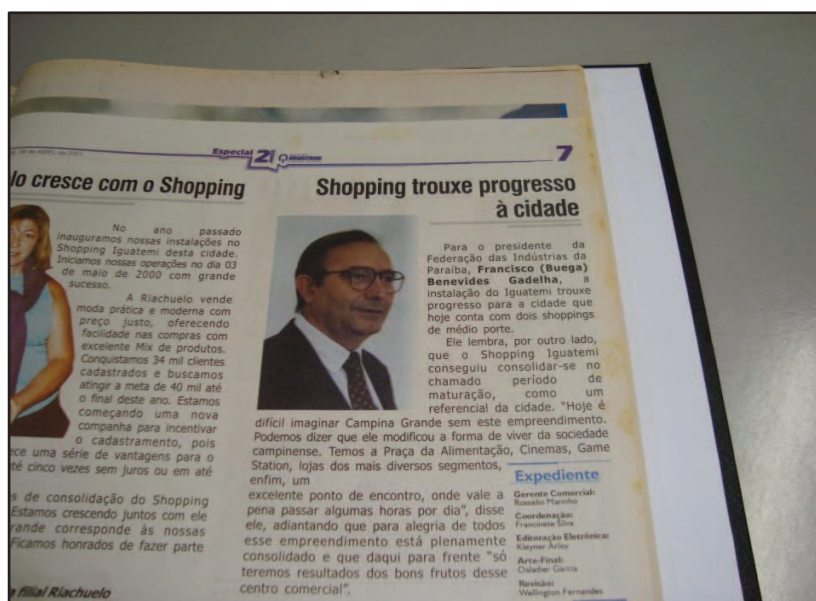 28 de ABRIL de 2001
Especial 2
IGUATEMI
7
lo cresce com o Shopping
No ano passado
inauguramos nossas instalações no
Shopping Iguatemi desta cidade.
Iniciamos nossas operações no dia 03
de maio de 2000 com grande
sucesso.
A Riachuelo vende
moda prática e moderna com
preço justo, oferecendo
facilidade nas compras com
excelente Mix de produtos.
Conquistamos 34 mil clientes
cadastrados e buscamos
atingir a meta de 40 mil até
o final deste ano. Estamos
começando uma nova
companha para incentivar
o cadastramento, pois
ece uma série de vantagens para o
té cinco vezes sem juros ou em até
s de consolidação do Shopping
Estamos crescendo juntos com ele
rande corresponde às nossas
Ficamos honrados de fazer parte
a filial Riachuelo
Shopping trouxe progresso
à cidade
Para o presidente da
Federação das Indústrias da
Paraíba, Francisco (Buega)
Benevides Gadelha, a
instalação do Iguatemi trouxe
progresso para a cidade que
hoje conta com dois shoppings
de médio porte.
Ele lembra, por outro lado,
que o Shopping Iguatemi
conseguiu consolidar-se no
chamado período de
maturação, como um
referencial da cidade. "Hoje é
difícil imaginar Campina Grande sem este empreendimento.
Podemos dizer que ele modificou a forma de viver da sociedade
campinense. Temos a Praça da Alimentação, Cinemas, Game
Station, lojas dos mais diversos segmentos,
enfim, um
excelente ponto de encontro, onde vale a
pena passar algumas horas por dia", disse
ele, adiantando que para alegria de todos
esse empreendimento está plenamente
consolidado e que daqui para frente "só
teremos resultados dos bons frutos desse
centro comercial".
Expediente
Gerente Comercial:
Rossélio Marinho
Coordenação:
Francinete Silva
Editoração Eletrônica:
Kleyner Arley
Arte-Final:
Daladier Garcia
Revisão:
Wellington Fernandes